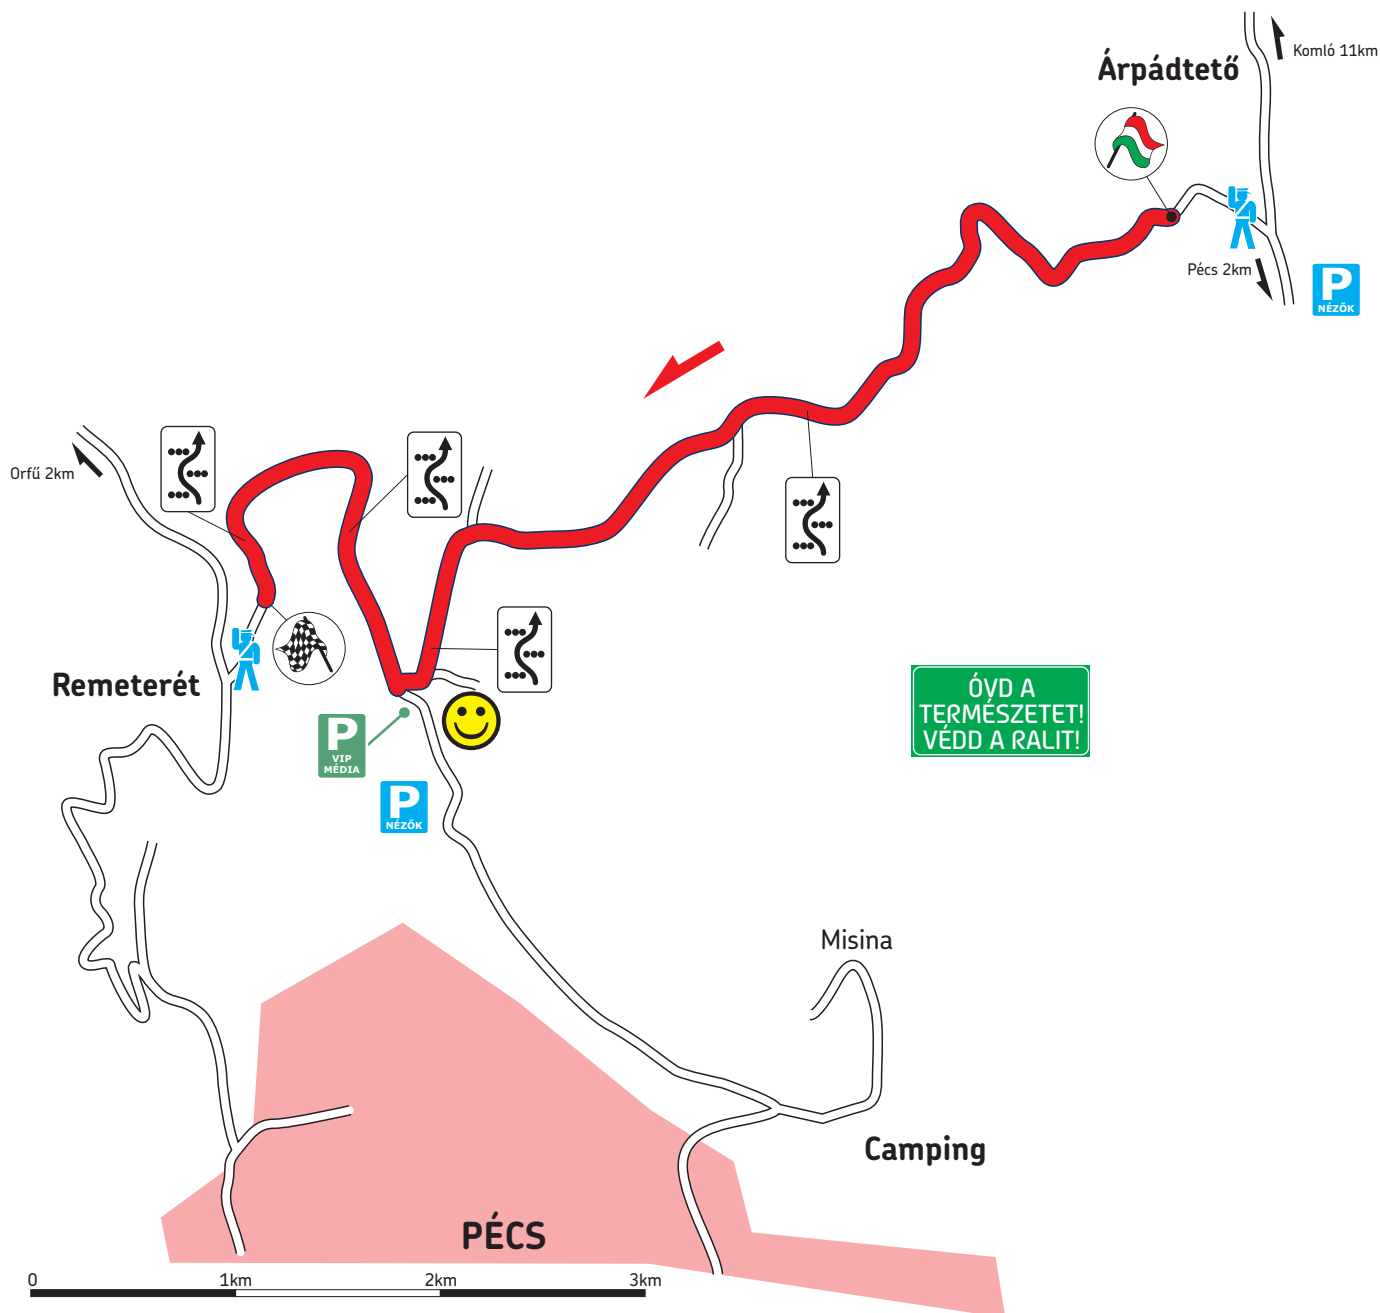 Komló 11km
Árpádtető
Pécs 2km
P
NÉZŐK
Orfű 2km
Remeterét
P
VIP
MÉDIA
P
NÉZŐK
ÓVD A
TERMÉSZETET!
VÉDD A RALIT!
Misina
Camping
PÉCS
0 1km 2km 3km